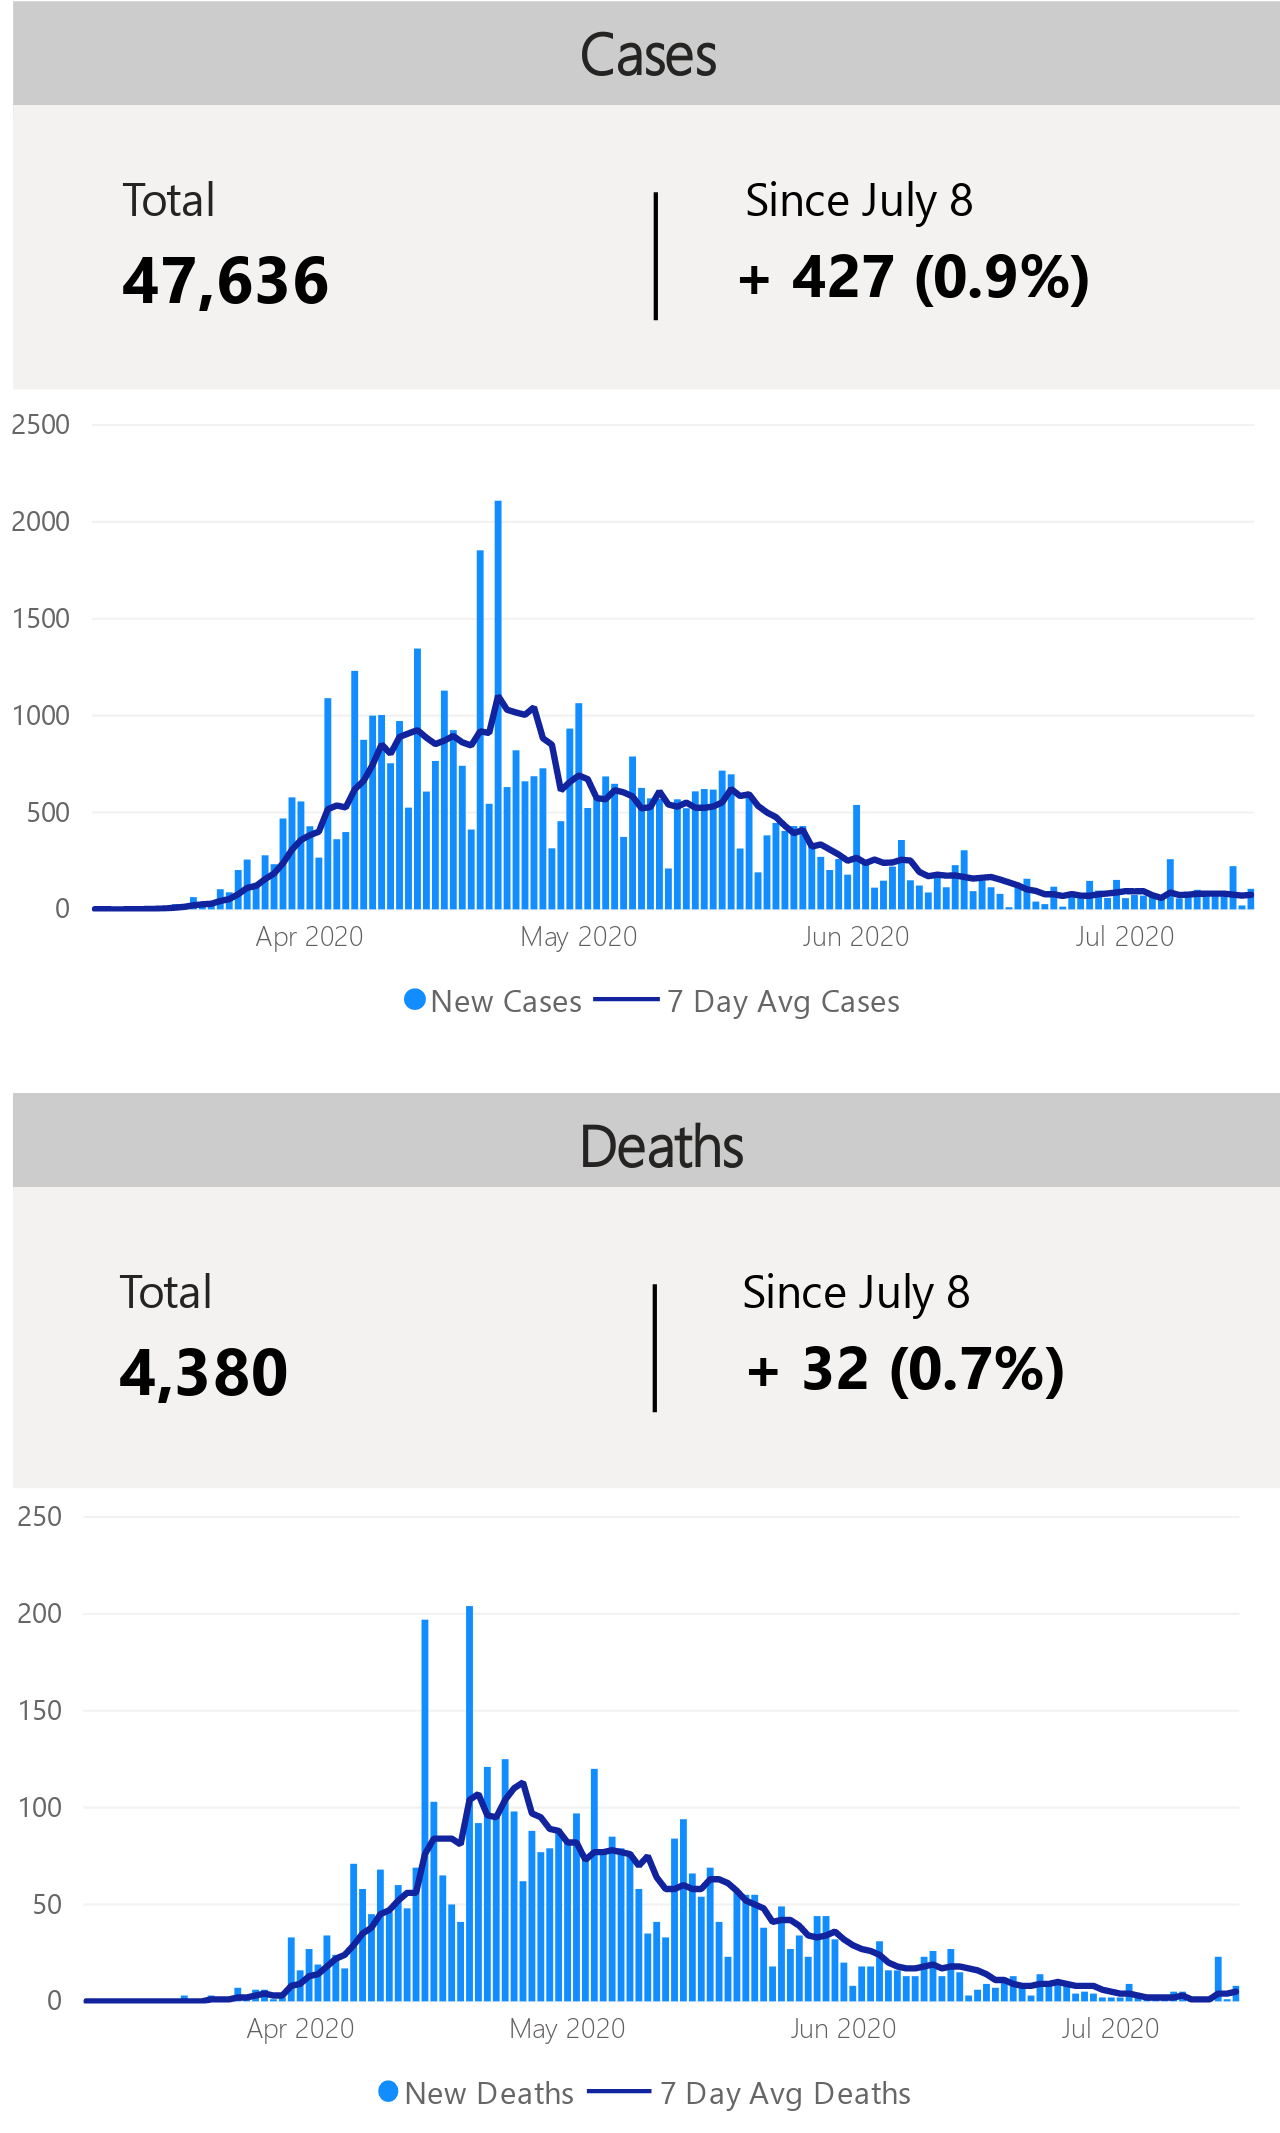 Cases
Total
Since July 8
47,636
+ 427 (0.9%)
2500
2000
1500
1000
500
0
Apr 2020
May 2020
Jun 2020
Jul 2020
New Cases
7 Day Avg Cases
Deaths
Total
Since July 8
4,380
+ 32 (0.7%)
250
200
150
100
50
0
Apr 2020
May 2020
Jun 2020
Jul 2020
New Deaths
7 Day Avg Deaths